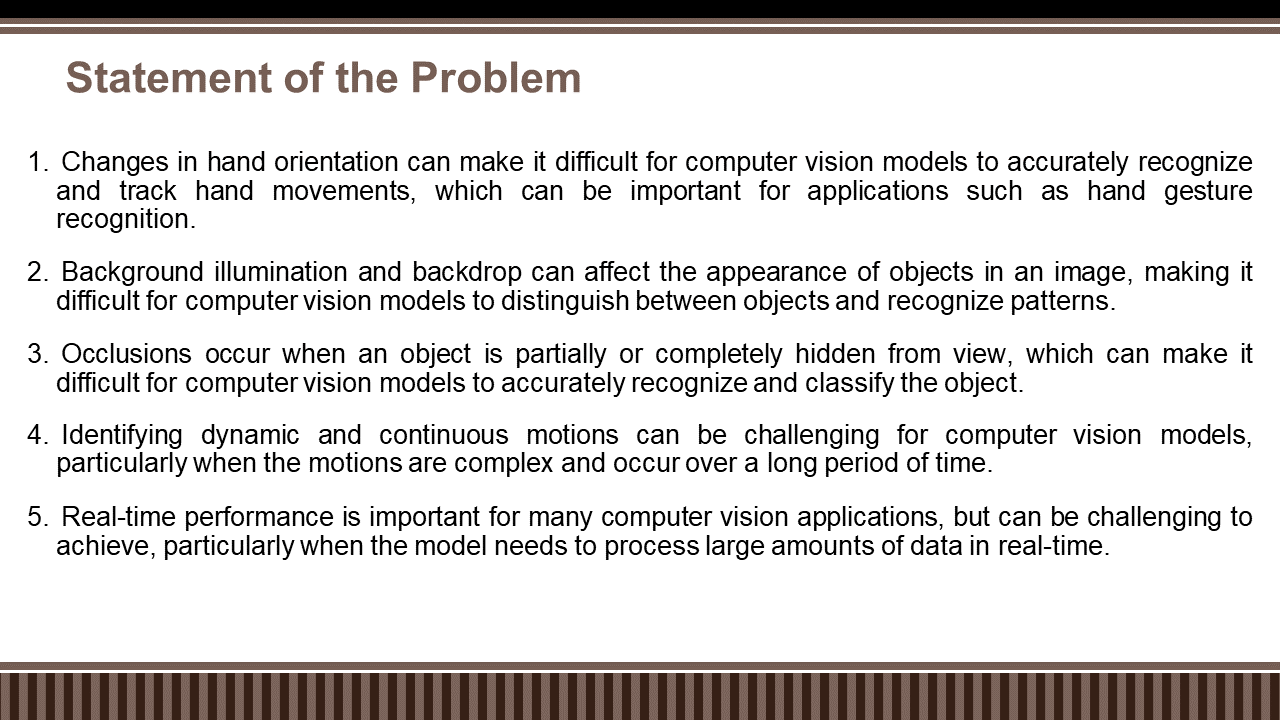 Statement of the Problem
1. Changes in hand orientation can make it difficult for computer vision models to accurately recognize
and track hand movements, which can be important for applications such as hand gesture
recognition.
2. Background illumination and backdrop can affect the appearance of objects in an image, making it
difficult for computer vision models to distinguish between objects and recognize patterns.
3. Occlusions occur when an object is partially or completely hidden from view, which can make it
difficult for computer vision models to accurately recognize and classify the object.
4. Identifying dynamic and continuous motions can be challenging for computer vision models,
particularly when the motions are complex and occur over a long period of time.
5. Real-time performance is important for many computer vision applications, but can be challenging to
achieve, particularly when the model needs to process large amounts of data in real-time.